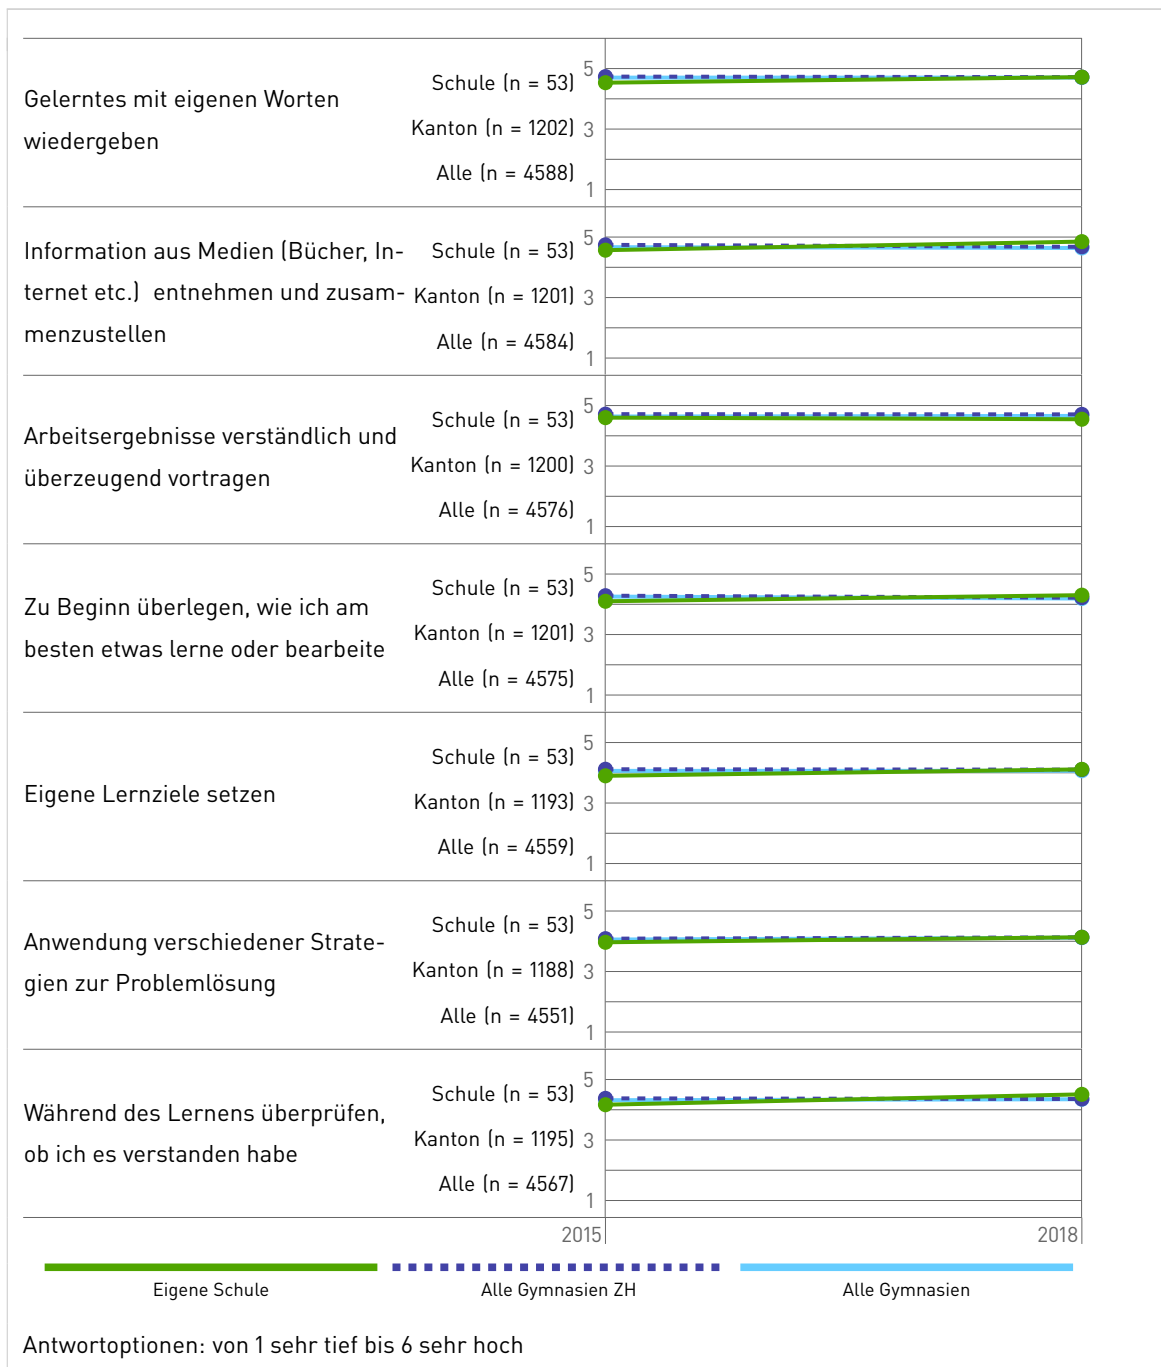 Gelerntes mit eigenen Worten
wiedergeben
Schule (n = 53)
Kanton (n = 1202)
Alle (n = 4588)
5
3
1
Information aus Medien (Bücher, In-
ternet etc.) entnehmen und zusam-
menzustellen
Schule (n = 53)
Kanton (n = 1201)
Alle (n = 4584)
5
3
1
Arbeitsergebnisse verständlich und
überzeugend vortragen
Schule (n = 53)
Kanton (n = 1200)
Alle (n = 4576)
5
3
1
Zu Beginn überlegen, wie ich am
besten etwas lerne oder bearbeite
Schule (n = 53)
Kanton (n = 1201)
Alle (n = 4575)
5
3
1
Eigene Lernziele setzen
Schule (n = 53)
Kanton (n = 1193)
Alle (n = 4559)
5
3
1
Anwendung verschiedener Strate-
gien zur Problemlösung
Schule (n = 53)
Kanton (n = 1188)
Alle (n = 4551)
5
3
1
Während des Lernens überprüfen,
ob ich es verstanden habe
Schule (n = 53)
Kanton (n = 1195)
Alle (n = 4567)
5
3
1
2015
2018
Eigene Schule
Alle Gymnasien ZH
Alle Gymnasien
Antwortoptionen: von 1 sehr tief bis 6 sehr hoch